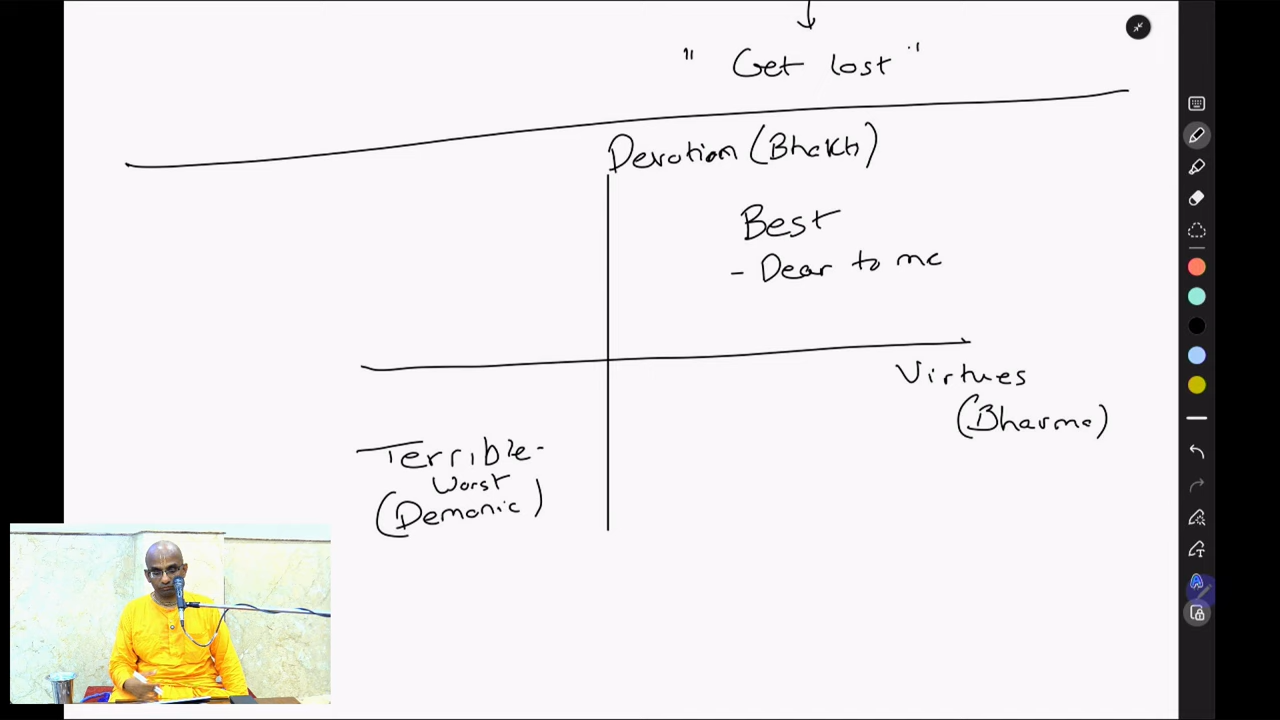 " Get lost "
Devotion (Bhakti)
Best
- Dear to me
Virtues
(Dharma)
Terrible-
Worst
(Demonic)